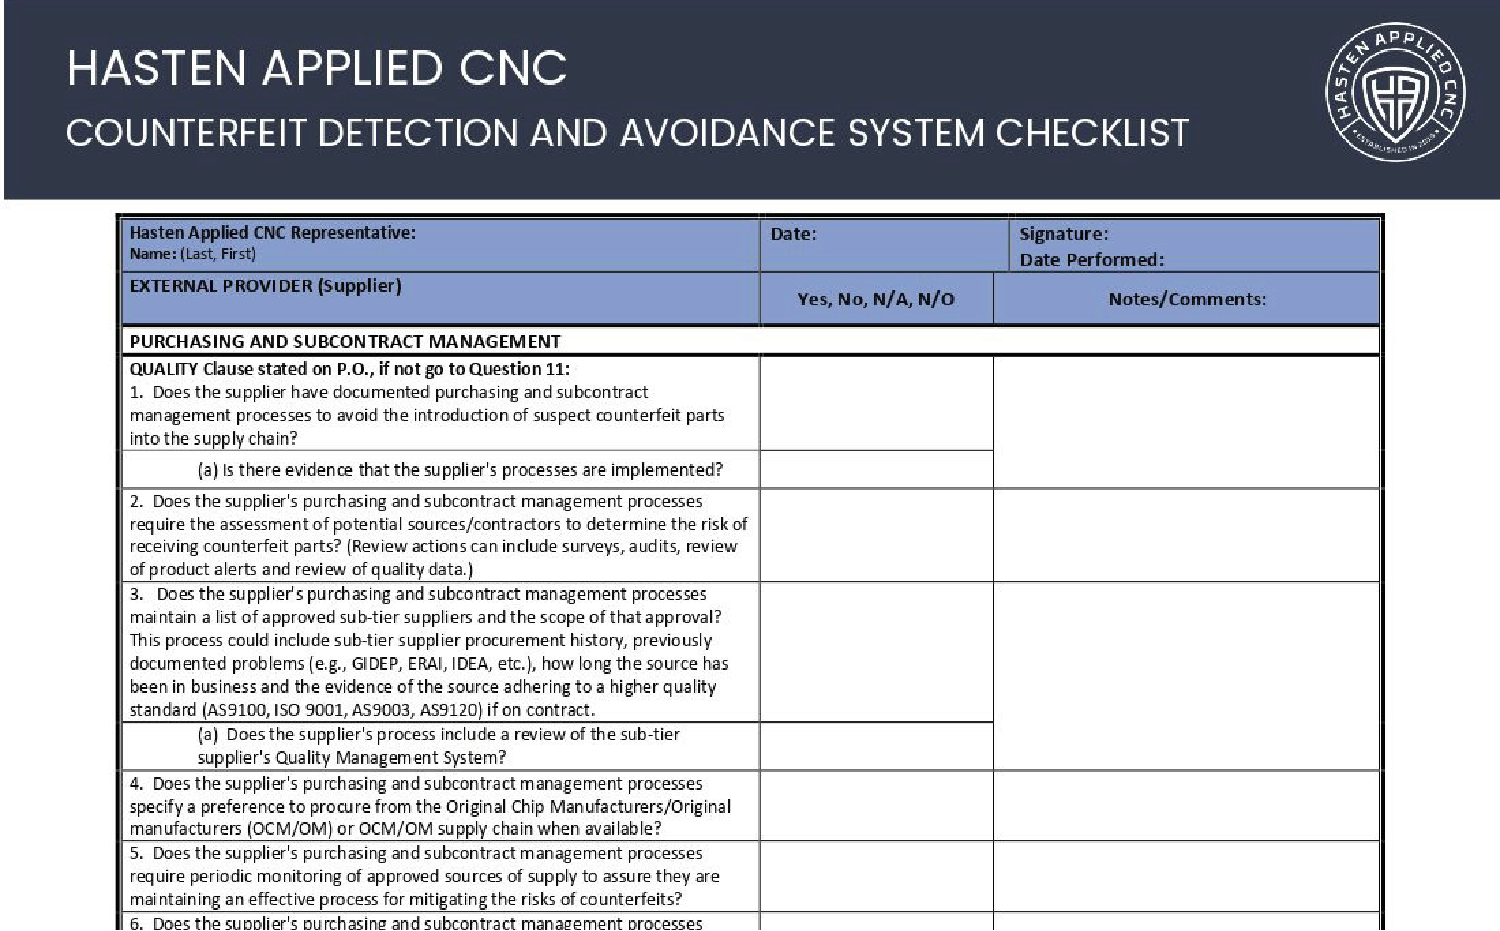 HASTEN APPLIED CNC
COUNTERFEIT DETECTION AND AVOIDANCE SYSTEM CHECKLIST
HASTEN APPLIED CNC
Hasten Applied CNC Representative:
Name: (Last, First)
Date:
Signature:
Date Performed:
EXTERNAL PROVIDER (Supplier)
Yes, No, N/A, N/O
Notes/Comments:
PURCHASING AND SUBCONTRACT MANAGEMENT
QUALITY Clause stated on P.O., if not go to Question 11:
1. Does the supplier have documented purchasing and subcontract
management processes to avoid the introduction of suspect counterfeit parts
into the supply chain?
(a) Is there evidence that the supplier's processes are implemented?
2. Does the supplier's purchasing and subcontract management processes
require the assessment of potential sources/contractors to determine the risk of
receiving counterfeit parts? (Review actions can include surveys, audits, review
of product alerts and review of quality data.)
3. Does the supplier's purchasing and subcontract management processes
maintain a list of approved sub-tier suppliers and the scope of that approval?
This process could include sub-tier supplier procurement history, previously
documented problems (e.g., GIDEP, ERAI, IDEA, etc.), how long the source has
been in business and the evidence of the source adhering to a higher quality
standard (AS9100, ISO 9001, AS9003, AS9120) if on contract.
(a) Does the supplier's process include a review of the sub-tier
supplier's Quality Management System?
4. Does the supplier's purchasing and subcontract management processes
specify a preference to procure from the Original Chip Manufacturers/Original
manufacturers (OCM/OM) or OCM/OM supply chain when available?
5. Does the supplier's purchasing and subcontract management processes
require periodic monitoring of approved sources of supply to assure they are
maintaining an effective process for mitigating the risks of counterfeits?
6. Does the supplier's purchasing and subcontract management processes